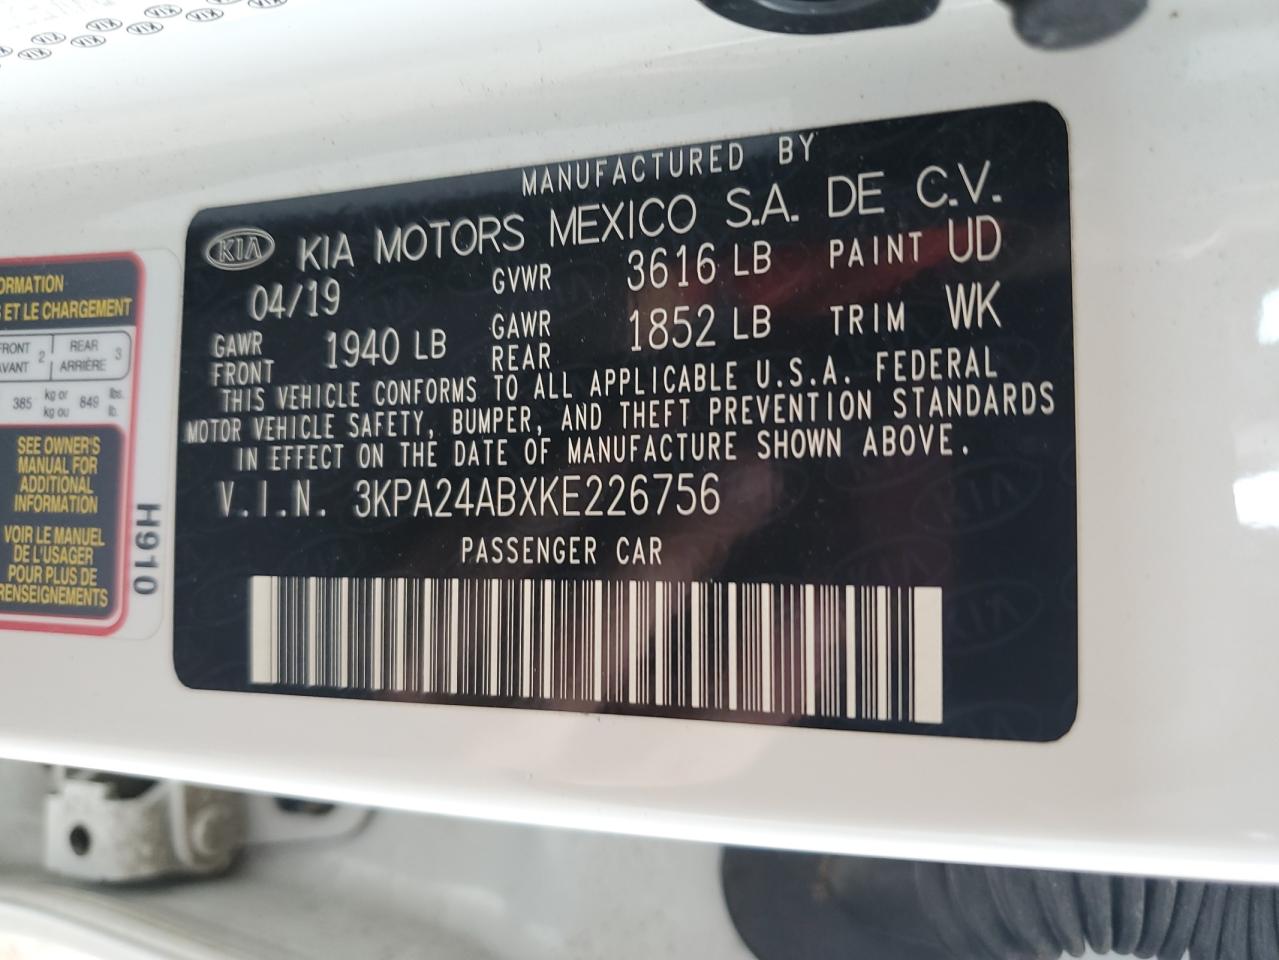 MANUFACTURED BY
KIA KIA MOTORS MEXICO S.A. DE C.V.
04/19 GVWR 3616 LB PAINT UD
GAWR FRONT 1940 LB GAWR REAR 1852 LB TRIM WK
THIS VEHICLE CONFORMS TO ALL APPLICABLE U.S.A. FEDERAL
MOTOR VEHICLE SAFETY, BUMPER, AND THEFT PREVENTION STANDARDS
IN EFFECT ON THE DATE OF MANUFACTURE SHOWN ABOVE.
V.I.N. 3KPA24ABXKE226756
PASSENGER CAR
ET LE CHARGEMENT
FRONT 2 REAR 3
ARRIÈRE
385 kg or 849 lbs.
kg ou lb.
SEE OWNER'S
MANUAL FOR
ADDITIONAL
INFORMATION
VOIR LE MANUEL
DE L'USAGER
POUR PLUS DE
RENSEIGNEMENTS
H910